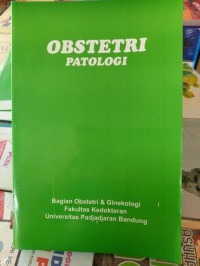 OBSTETRI
PATOLOGI
Bagian Obstetri & Ginekologi
Fakultas Kedokteran
Universitas Padjadjaran Bandung